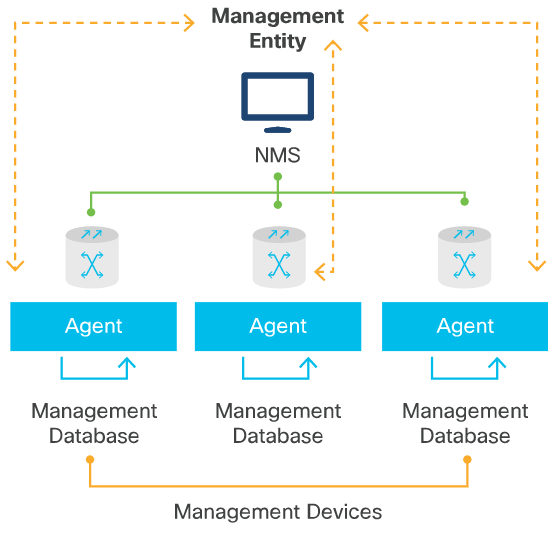 Management
Entity
NMS
Agent
Agent
Agent
Management
Database
Management
Database
Management
Database
Management Devices